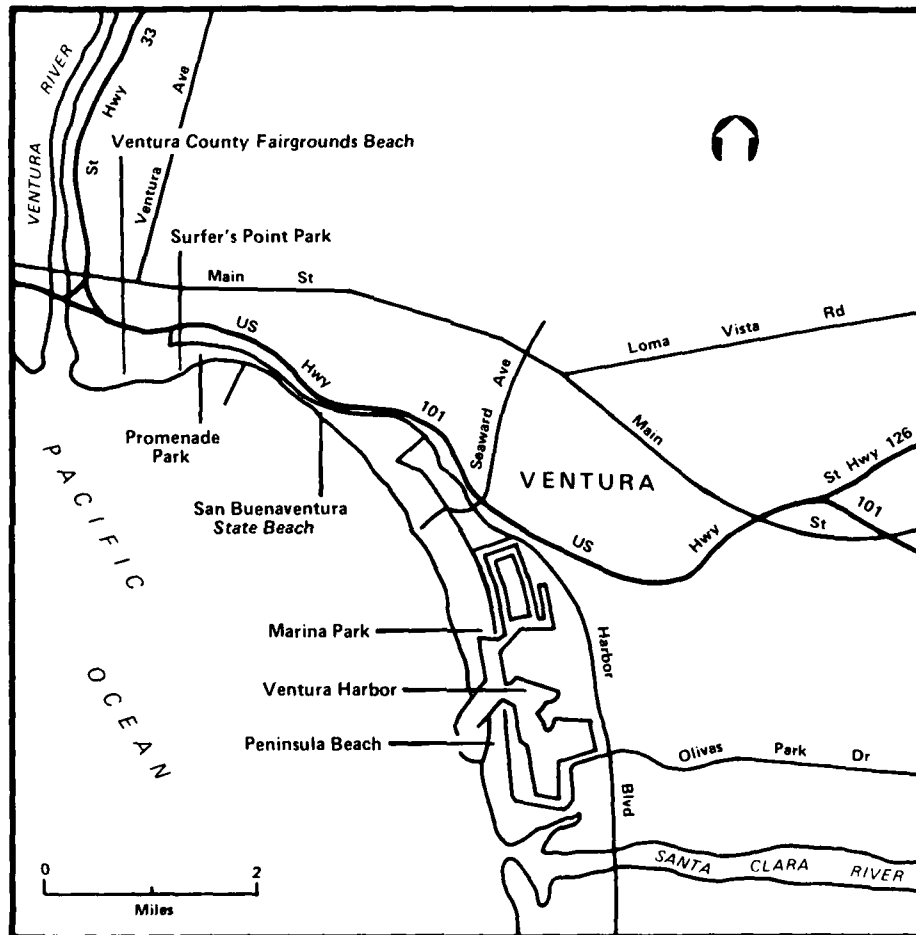 33
RIVER
Hwy
Ave
Ventura County Fairgrounds Beach
St
VENTURA
Ventura
Surfer's Point Park
Main St
US
Hwy
101
Loma Vista Rd
Seaward Ave
Promenade
Park
Main
St Hwy 126
VENTURA
101
San Buenaventura
State Beach
St
US Hwy
PACIFIC
OCEAN
Marina Park
Harbor
Ventura Harbor
Peninsula Beach
Olivas Park Dr
Blvd
SANTA CLARA RIVER
0 2
Miles